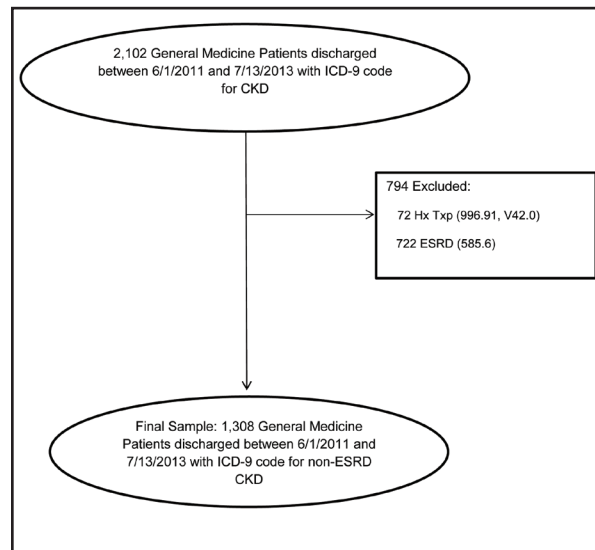 2,102 General Medicine Patients discharged
between 6/1/2011 and 7/13/2013 with ICD-9 code
for CKD
794 Excluded:
72 Hx Txp (996.91, V42.0)
722 ESRD (585.6)
Final Sample: 1,308 General Medicine
Patients discharged between 6/1/2011 and
7/13/2013 with ICD-9 code for non-ESRD
CKD